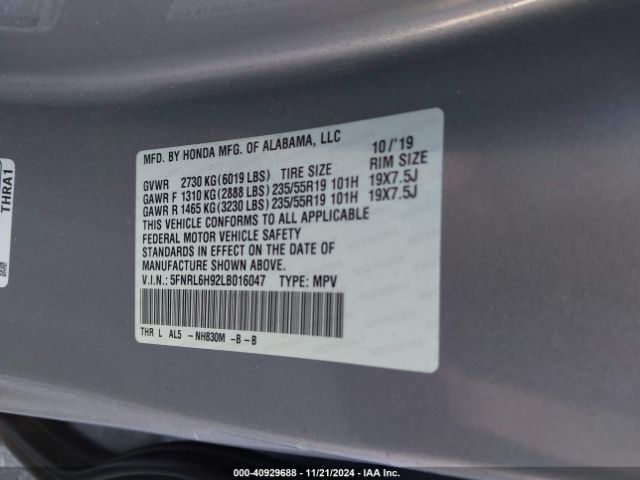 MFD. BY HONDA MFG. OF ALABAMA, LLC 10/'19
GVWR 2730 KG(6019 LBS) TIRE SIZE RIM SIZE
GAWR F 1310 KG(2888 LBS) 235/55R19 101H 19X7.5J
GAWR R 1465 KG(3230 LBS) 235/55R19 101H 19X7.5J
THIS VEHICLE CONFORMS TO ALL APPLICABLE
FEDERAL MOTOR VEHICLE SAFETY
STANDARDS IN EFFECT ON THE DATE OF
MANUFACTURE SHOWN ABOVE.
V.I.N.: 5FNRL6H92LB016047 TYPE: MPV
THR L AL5 -NH830M -B -B
THRA1
000-40929688 - 11/21/2024 - IAAI.com